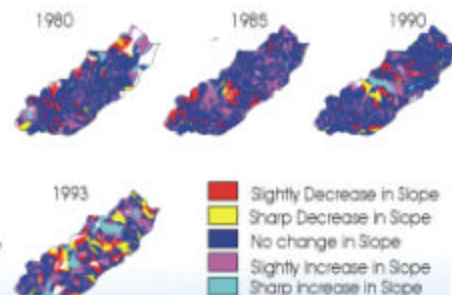 1980
1985
1990
1993
Slightly Decrease in Slope
Sharp Decrease in Slope
No change in Slope
Slightly Increase in Slope
Sharp increase in Slope